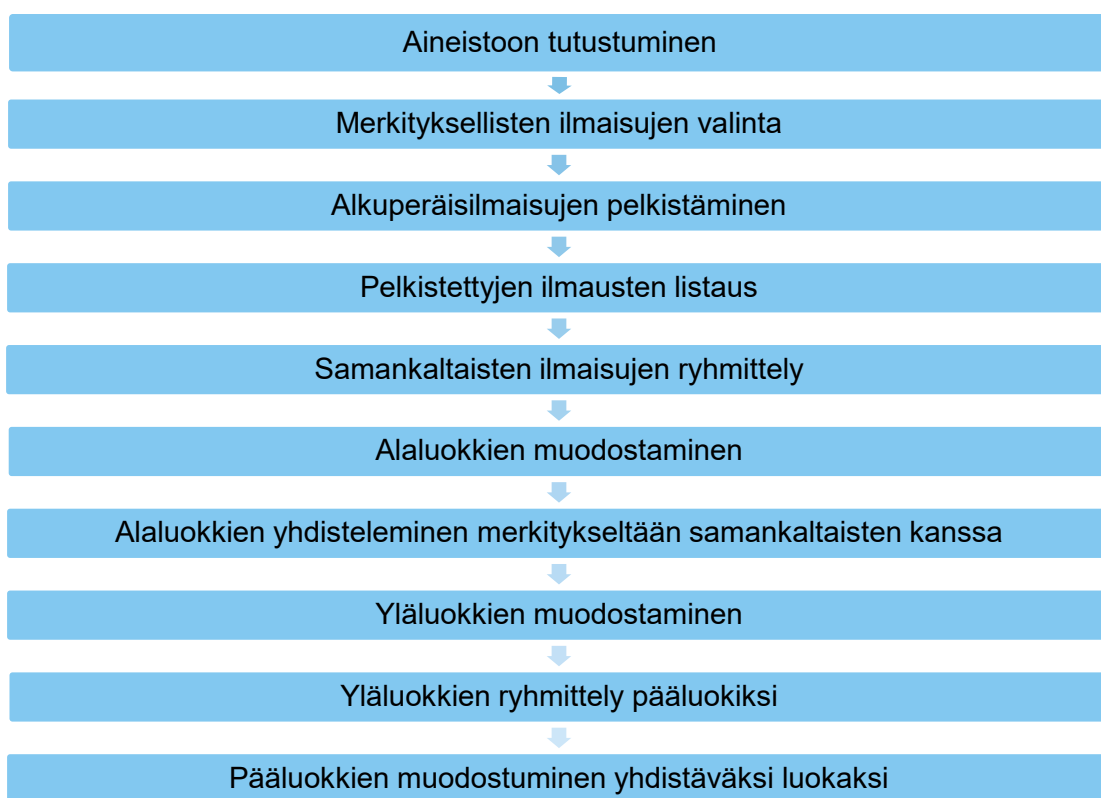 Aineistoon tutustuminen
Merkityksellisten ilmaisujen valinta
Alkuperäisilmaisujen pelkistäminen
Pelkistettyjen ilmausten listaus
Samankaltaisten ilmaisujen ryhmittely
Alaluokkien muodostaminen
Alaluokkien yhdisteleminen merkitykseltään samankaltaisten kanssa
Yläluokkien muodostaminen
Yläluokkien ryhmittely pääluokiksi
Pääluokkien muodostuminen yhdistäväksi luokaksi